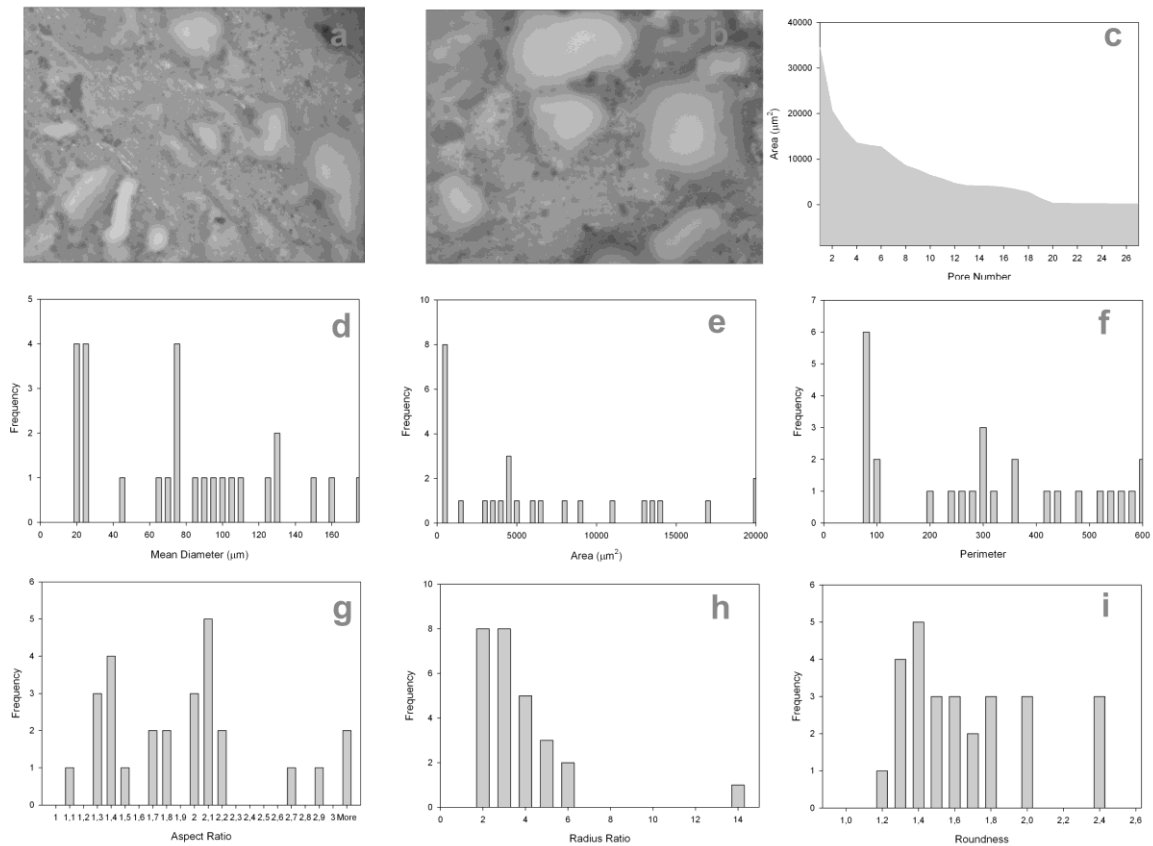 a
b
c
40000
30000
20000
10000
0
Area (µm²)
2 4 6 8 10 12 14 16 18 20 22 24 26
Pore Number
d
5
4
3
2
1
0
Frequency
0 20 40 60 80 100 120 140 160
Mean Diameter (µm)
e
10
8
6
4
2
0
Frequency
0 5000 10000 15000 20000
Area (µm²)
f
7
6
5
4
3
2
1
0
Frequency
0 100 200 300 400 500 600
Perimeter
g
6
5
4
3
2
1
0
Frequency
1 1,1 1,2 1,3 1,4 1,5 1,6 1,7 1,8 1,9 2 2,1 2,2 2,3 2,4 2,5 2,6 2,7 2,8 2,9 3 More
Aspect Ratio
h
10
8
6
4
2
0
Frequency
0 2 4 6 8 10 12 14
Radius Ratio
i
6
5
4
3
2
1
0
Frequency
1,0 1,2 1,4 1,6 1,8 2,0 2,2 2,4 2,6
Roundness